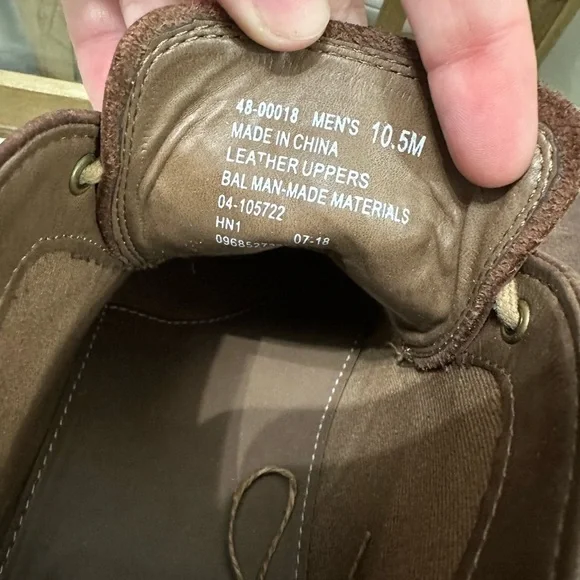 48-00018 MEN'S 10.5M
MADE IN CHINA
LEATHER UPPERS
BAL MAN-MADE MATERIALS
04-105722
HN1
07-18